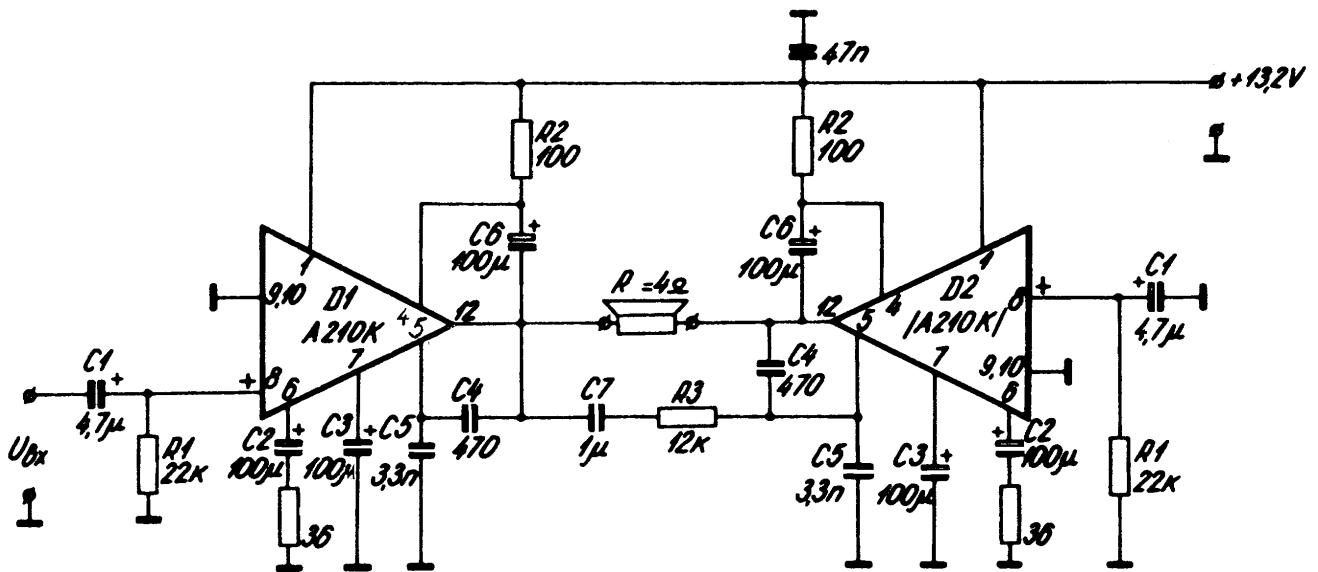 47n
+13,2V
R2
100
R2
100
C6
100µ
C6
100µ
R =4Ω
1
9,10
D1
A210K
4
5
12
7
+
8
6
12
5
4
1
D2
/A210K/
8
+
7
9,10
6
C1
4,7µ
C1
4,7µ
Uвх
R1
22к
C2
100µ
36
C3
100µ
C5
3,3n
C4
470
C7
1µ
R3
12к
C4
470
C5
3,3n
C3
100µ
C2
100µ
36
R1
22к